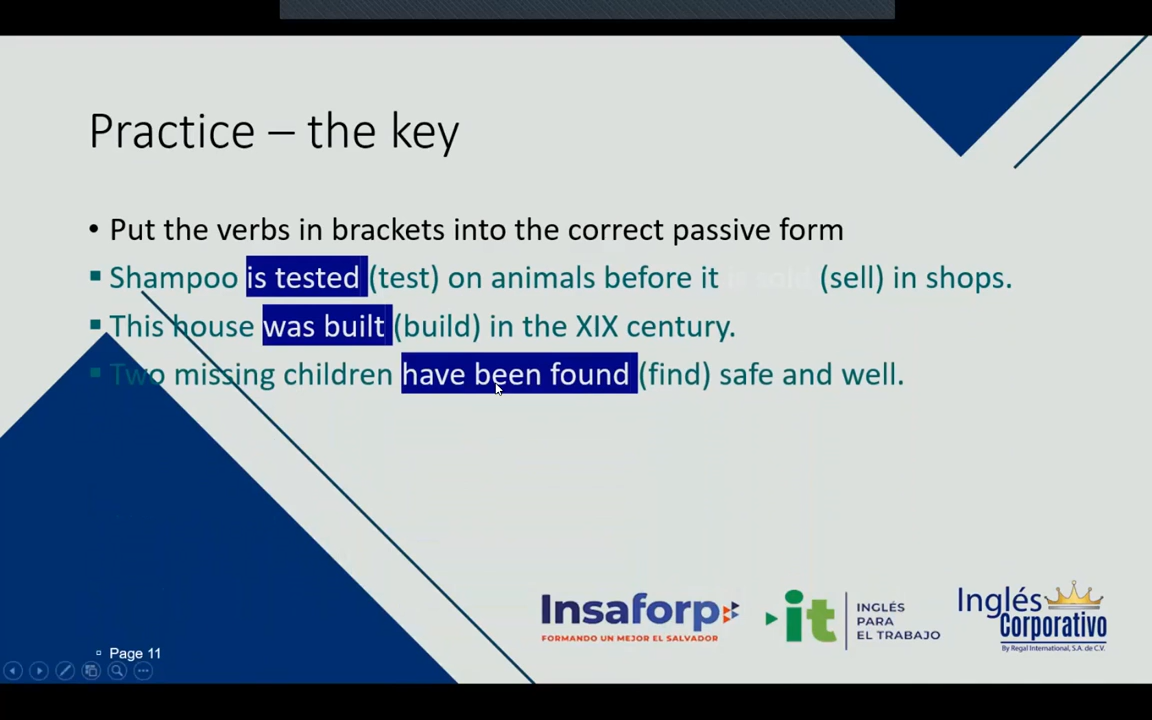 Practice – the key
• Put the verbs in brackets into the correct passive form
▪ Shampoo is tested (test) on animals before it is sold (sell) in shops.
▪ This house was built (build) in the XIX century.
▪ Two missing children have been found (find) safe and well.
Insaforp
FORMANDO UN MEJOR EL SALVADOR
it
INGLÉS
PARA
EL TRABAJO
Inglés
Corporativo
By Regal International, S.A. de C.V.
Page 11